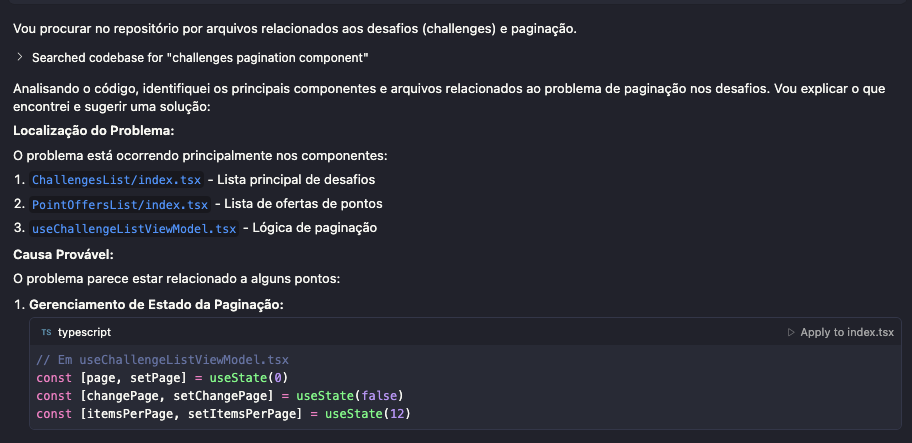 Vou procurar no repositório por arquivos relacionados aos desafios (challenges) e paginação.
> Searched codebase for "challenges pagination component"
Analisando o código, identifiquei os principais componentes e arquivos relacionados ao problema de paginação nos desafios. Vou explicar o que
encontrei e sugerir uma solução:
Localização do Problema:
O problema está ocorrendo principalmente nos componentes:
1. ChallengesList/index.tsx - Lista principal de desafios
2. PointOffersList/index.tsx - Lista de ofertas de pontos
3. useChallengeListViewModel.tsx - Lógica de paginação
Causa Provável:
O problema parece estar relacionado a alguns pontos:
1. Gerenciamento de Estado da Paginação:
TS typescript
Apply to index.tsx
// Em useChallengeListViewModel.tsx
const [page, setPage] = useState(0)
const [changePage, setChangePage] = useState(false)
const [itemsPerPage, setItemsPerPage] = useState(12)